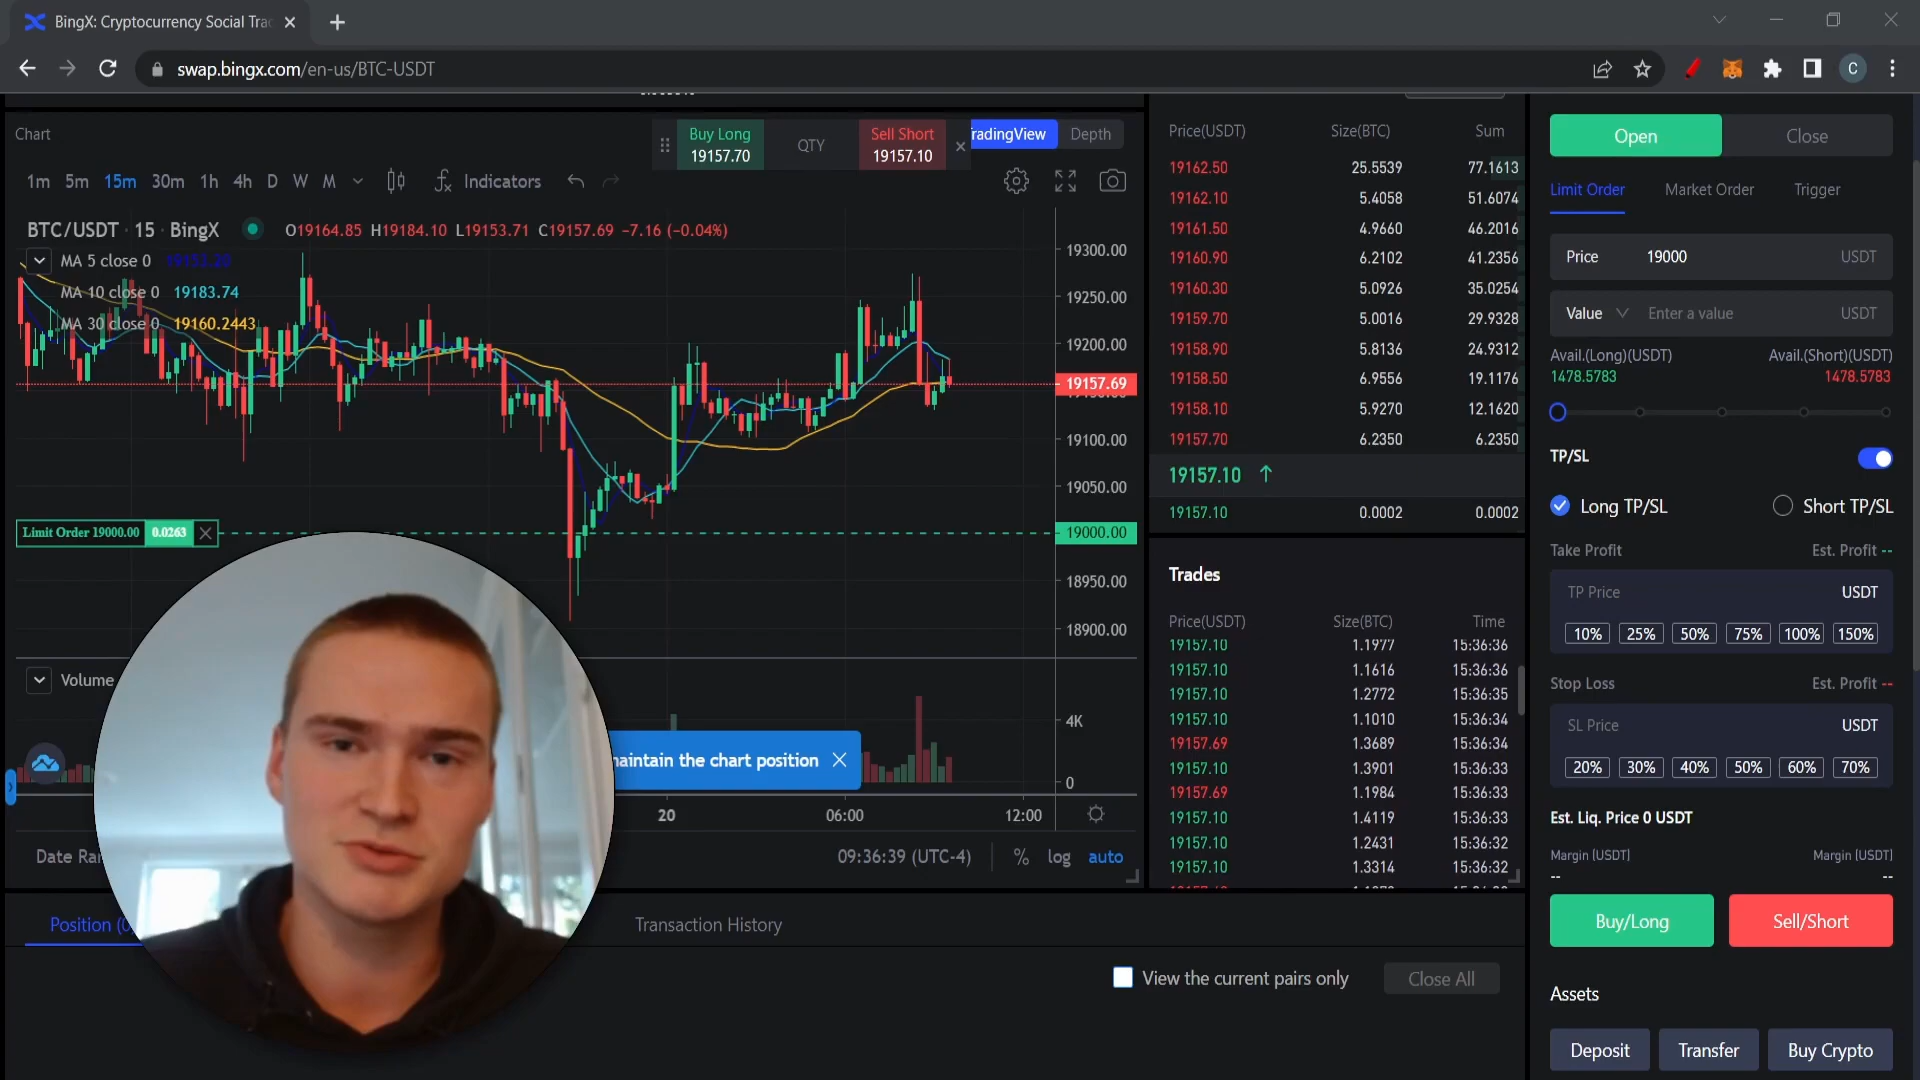 BingX: Cryptocurrency Social Tra
swap.bingx.com/en-us/BTC-USDT
C
Chart
Buy Long
19157.70
QTY
Sell Short
19157.10
radingView
Depth
1m 5m 15m 30m 1h 4h D W M
Indicators
BTC/USDT · 15 · BingX
O19164.85 H19184.10 L19153.71 C19157.69 −7.16 (−0.04%)
MA 5 close 0
MA 10 close 0 19183.74
MA 30 close 0 19160.2443
19300.00
19250.00
19200.00
19157.69
19100.00
19050.00
Limit Order 19000.00 0.0263
19000.00
18950.00
18900.00
Volume
4K
0
maintain the chart position
20 06:00 12:00
Date Ra
09:36:39 (UTC-4) % log auto
Position (0
Transaction History
View the current pairs only
Close All
Price(USDT) Size(BTC) Sum
19162.50 25.5539 77.1613
19162.10 5.4058 51.6074
19161.50 4.9660 46.2016
19160.90 6.2102 41.2356
19160.30 5.0926 35.0254
19159.70 5.0016 29.9328
19158.90 5.8136 24.9312
19158.50 6.9556 19.1176
19158.10 5.9270 12.1620
19157.70 6.2350 6.2350
19157.10 ↑
19157.10 0.0002 0.0002
Trades
Price(USDT) Size(BTC) Time
19157.10 1.1977 15:36:36
19157.10 1.1616 15:36:36
19157.10 1.2772 15:36:35
19157.10 1.1010 15:36:34
19157.69 1.3689 15:36:34
19157.10 1.3901 15:36:33
19157.69 1.1984 15:36:33
19157.10 1.4119 15:36:33
19157.10 1.2431 15:36:32
19157.10 1.3314 15:36:32
Open Close
Limit Order Market Order Trigger
Price 19000 USDT
Value Enter a value USDT
Avail.(Long)(USDT) Avail.(Short)(USDT)
1478.5783 1478.5783
TP/SL
Long TP/SL Short TP/SL
Take Profit Est. Profit --
TP Price USDT
10% 25% 50% 75% 100% 150%
Stop Loss Est. Profit --
SL Price USDT
20% 30% 40% 50% 60% 70%
Est. Liq. Price 0 USDT
Margin (USDT) Margin (USDT)
-- --
Buy/Long Sell/Short
Assets
Deposit Transfer Buy Crypto